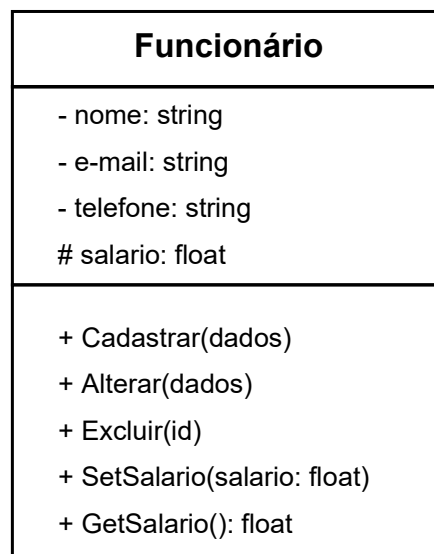 Funcionário
- nome: string
- e-mail: string
- telefone: string
# salario: float
+ Cadastrar(dados)
+ Alterar(dados)
+ Excluir(id)
+ SetSalario(salario: float)
+ GetSalario(): float